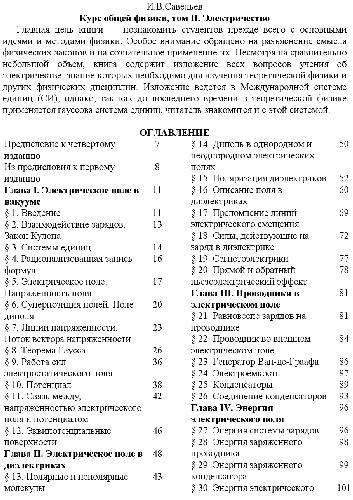 И.В.Савельев
Курс общей физики, том II. Электричество
Главная цель книги — познакомить студентов прежде всего с основными
идеями и методами физики. Особое внимание обращено на разъяснение смысла
физических законов и на сознательное применение их. Несмотря на сравнительно
небольшой объем, книга содержит изложение всех вопросов учения об
электричестве, знание которых необходимо для изучения теоретической физики и
других физических дисциплин. Изложение ведется в Международной системе
единиц (СИ), однако, так как до последнего времени в теоретической физике
применяется гауссова система единиц, читатель знакомится и с этой системой.
ОГЛАВЛЕНИЕ
Предисловие к четвертому 7
изданию
Из предисловия к первому 8
изданию
Глава I. Электрическое поле в 11
вакууме
§ 1. Введение 11
§ 2. Взаимодействие зарядов. 13
Закон Кулона
§ 3. Системы единиц 14
§ 4. Рационализованная запись 16
формул
§ 5. Электрическое поле. 17
Напряженность поля
§ 6. Суперпозиция полей. Поле 20
диполя
§ 7. Линии напряженности. 23
Поток вектора напряженности
§ 8. Теорема Гаусса 26
§ 9. Работа сил 36
электростатического поля
§ 10. Потенциал 38
§ 11. Связь между 42
напряженностью электрического
поля и потенциалом
§ 12. Эквипотенциальные 46
поверхности
Глава II. Электрическое поле в 48
диэлектриках
§ 13. Полярные и неполярные 43
молекулы
§ 14. Диполь в однородном и 50
неоднородном электрических
полях
§ 15. Поляризация диэлектриков 52
§ 16. Описание поля в 60
диэлектриках
§ 17. Преломление линий 69
электрического смещения
§ 18. Силы, действующие на 72
заряд в диэлектрике
§ 19. Сегнетоэлектрики 77
§ 20. Прямой и обратный 78
пьезоэлектрический эффект
Глава III. Проводники в 81
электрическом поле
§ 21. Равновесие зарядов на 81
проводнике
§ 22. Проводник во внешнем 84
электрическом поле
§ 23. Генератор Ван-де-Граафа 86
§ 24. Электроемкость 87
§ 25. Конденсаторы 89
§ 26. Соединение конденсаторов 93
Глава IV. Энергия 96
электрического поля
§ 27. Энергия системы зарядов 96
§ 28. Энергия заряженного 98
проводника
§ 29. Энергия заряженного 99
конденсатора
§ 30. Энергия электрического 101